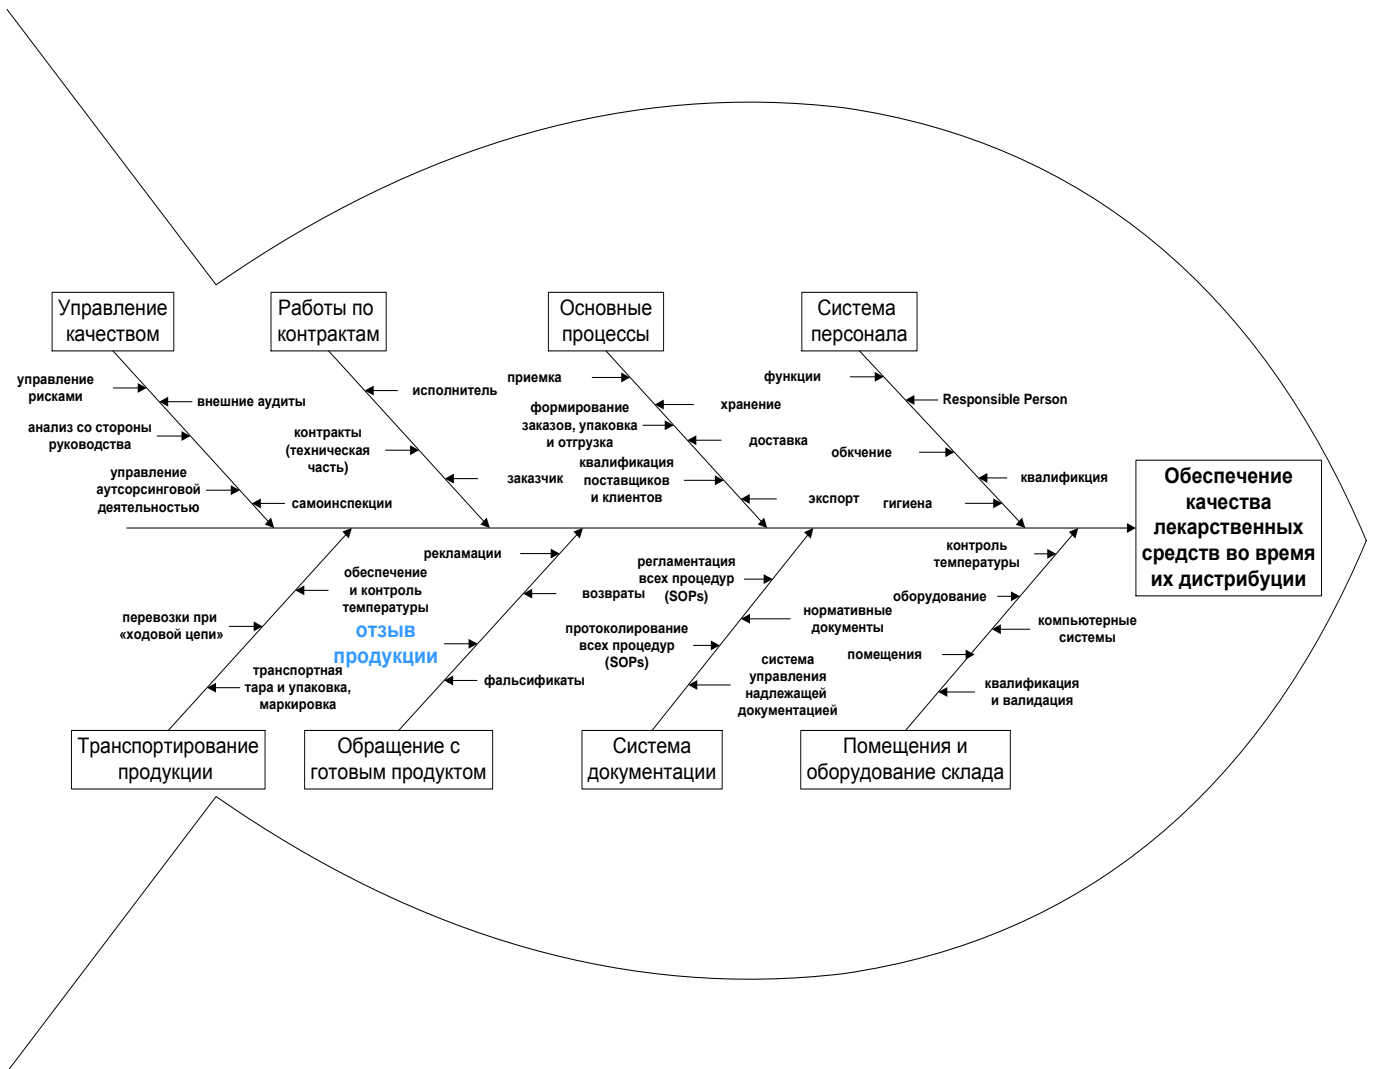 Управление
качеством
Работы по
контрактам
Основные
процессы
Система
персонала
управление
рисками
внешние аудиты
анализ со стороны
руководства
управление
аутсорсинговой
деятельностью
самоинспекции
исполнитель
контракты
(техническая
часть)
заказчик
приемка
хранение
формирование
заказов, упаковка
и отгрузка
доставка
квалификация
поставщиков
и клиентов
экспорт
функции
Responsible Person
обкчение
квалификция
гигиена
Обеспечение
качества
лекарственных
средств во время
их дистрибуции
обеспечение
и контроль
температуры
перевозки при
«ходовой цепи»
транспортная
тара и упаковка,
маркировка
рекламации
возвраты
отзыв
продукции
фальсификаты
регламентация
всех процедур
(SOPs)
нормативные
документы
протоколирование
всех процедур
(SOPs)
система
управления
надлежащей
документацией
контроль
температуры
оборудование
компьютерные
системы
помещения
квалификация
и валидация
Транспортирование
продукции
Обращение с
готовым продуктом
Система
документации
Помещения и
оборудование склада